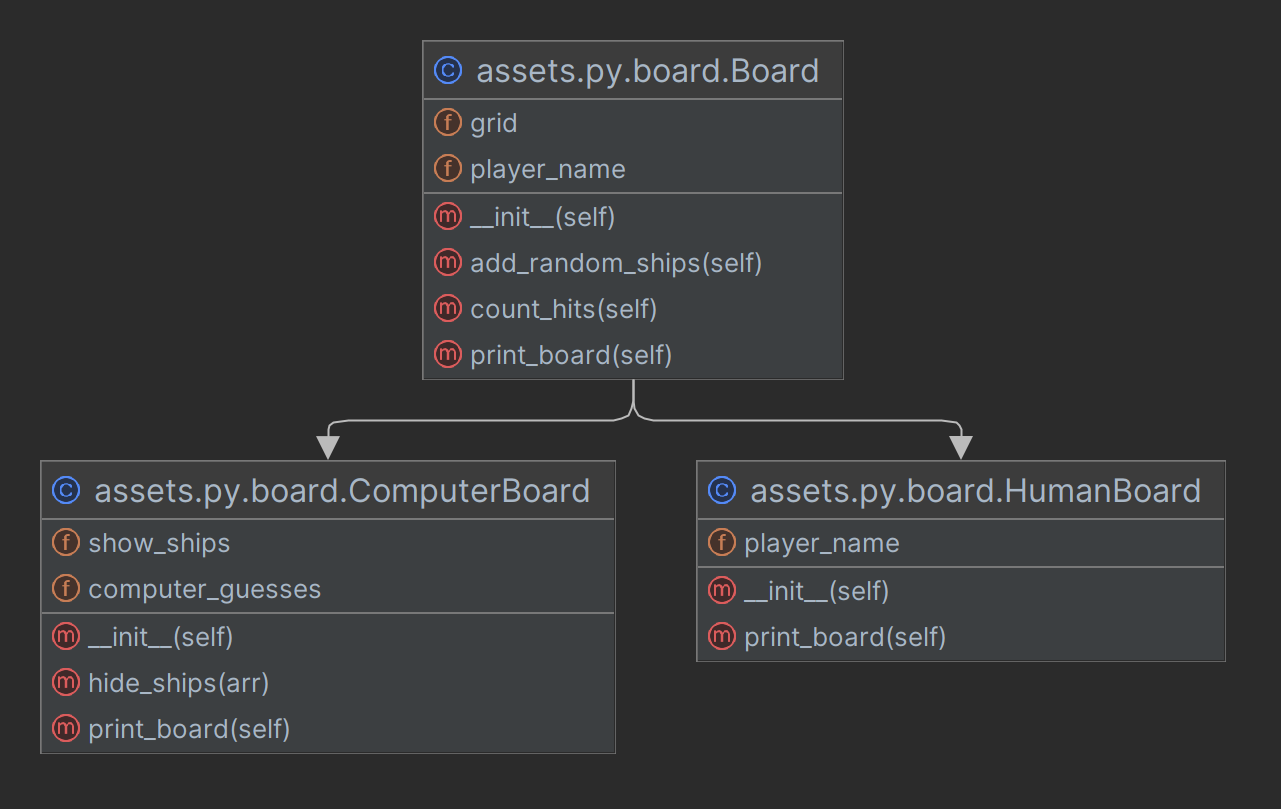 C assets.py.board.Board
f grid
f player_name
m __init__(self)
m add_random_ships(self)
m count_hits(self)
m print_board(self)
C assets.py.board.ComputerBoard
f show_ships
f computer_guesses
m __init__(self)
m hide_ships(arr)
m print_board(self)
C assets.py.board.HumanBoard
f player_name
m __init__(self)
m print_board(self)